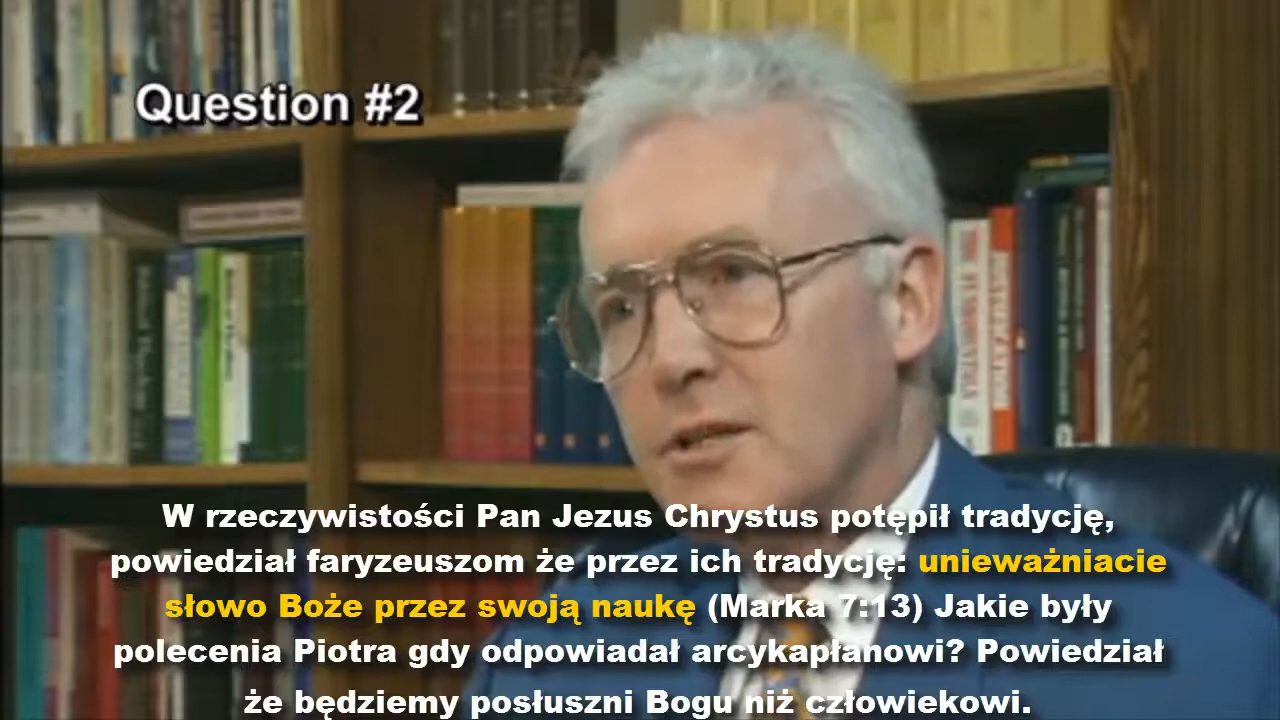 Question #2
W rzeczywistości Pan Jezus Chrystus potępił tradycję,
powiedział faryzeuszom że przez ich tradycję: unieważniacie
słowo Boże przez swoją naukę (Marka 7:13) Jakie były
polecenia Piotra gdy odpowiadał arcykapłanowi? Powiedział
że będziemy posłuszni Bogu niż człowiekowi.